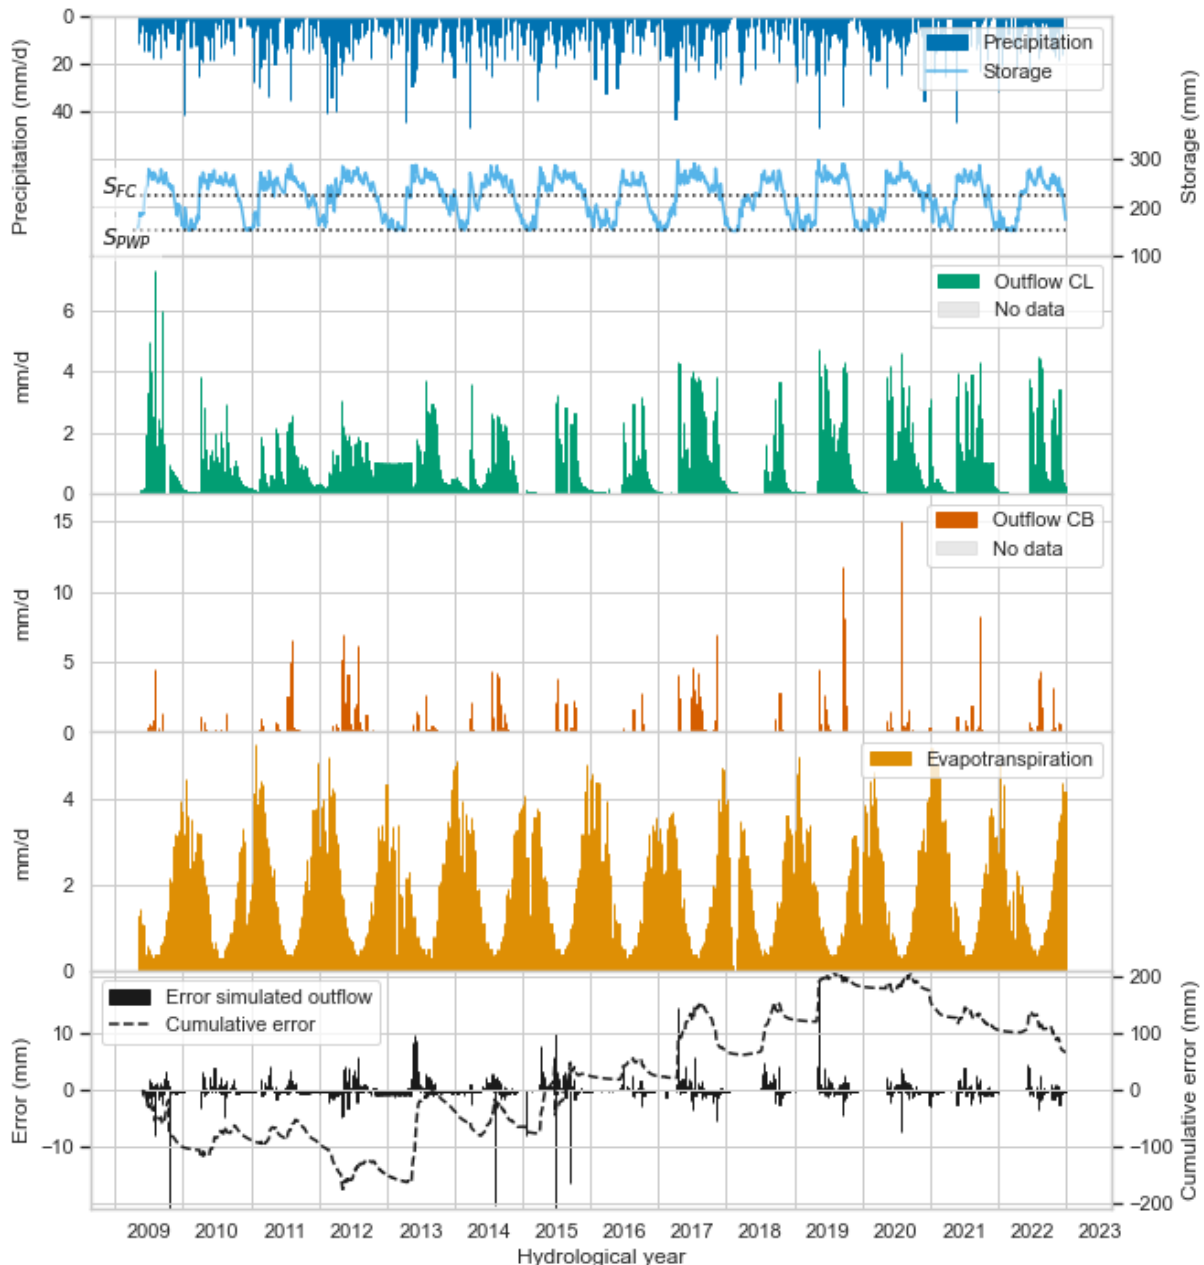 0
20
40
Precipitation (mm/d)
Precipitation
Storage
300
200
100
Storage (mm)
S_FC
S_PWP
6
4
2
0
mm/d
Outflow CL
No data
15
10
5
0
mm/d
Outflow CB
No data
4
2
0
mm/d
Evapotranspiration
Error simulated outflow
Cumulative error
10
0
−10
Error (mm)
200
100
0
−100
−200
Cumulative error (mm)
2009 2010 2011 2012 2013 2014 2015 2016 2017 2018 2019 2020 2021 2022 2023
Hydrological year